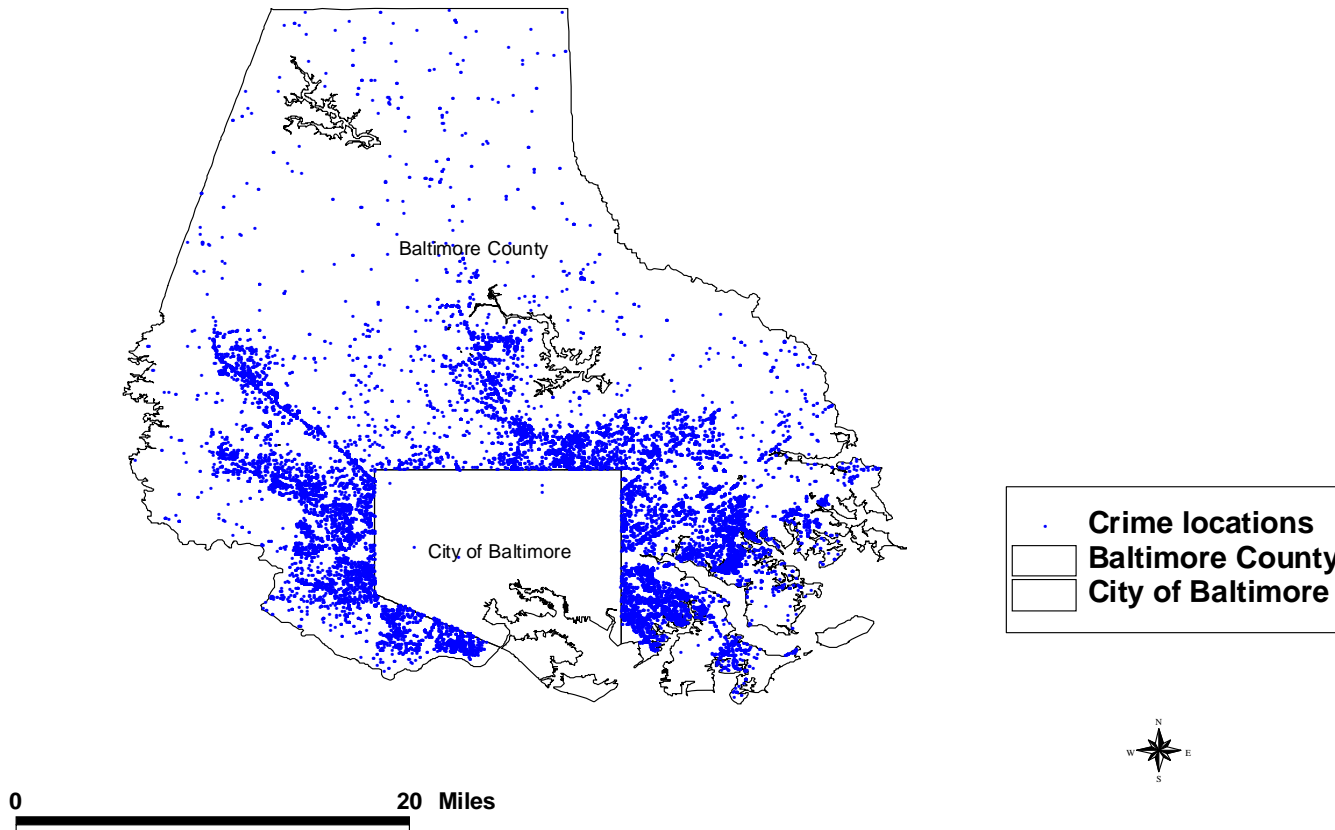 Baltimore County
City of Baltimore
Crime locations
Baltimore County
City of Baltimore
N
W E
S
0 20 Miles